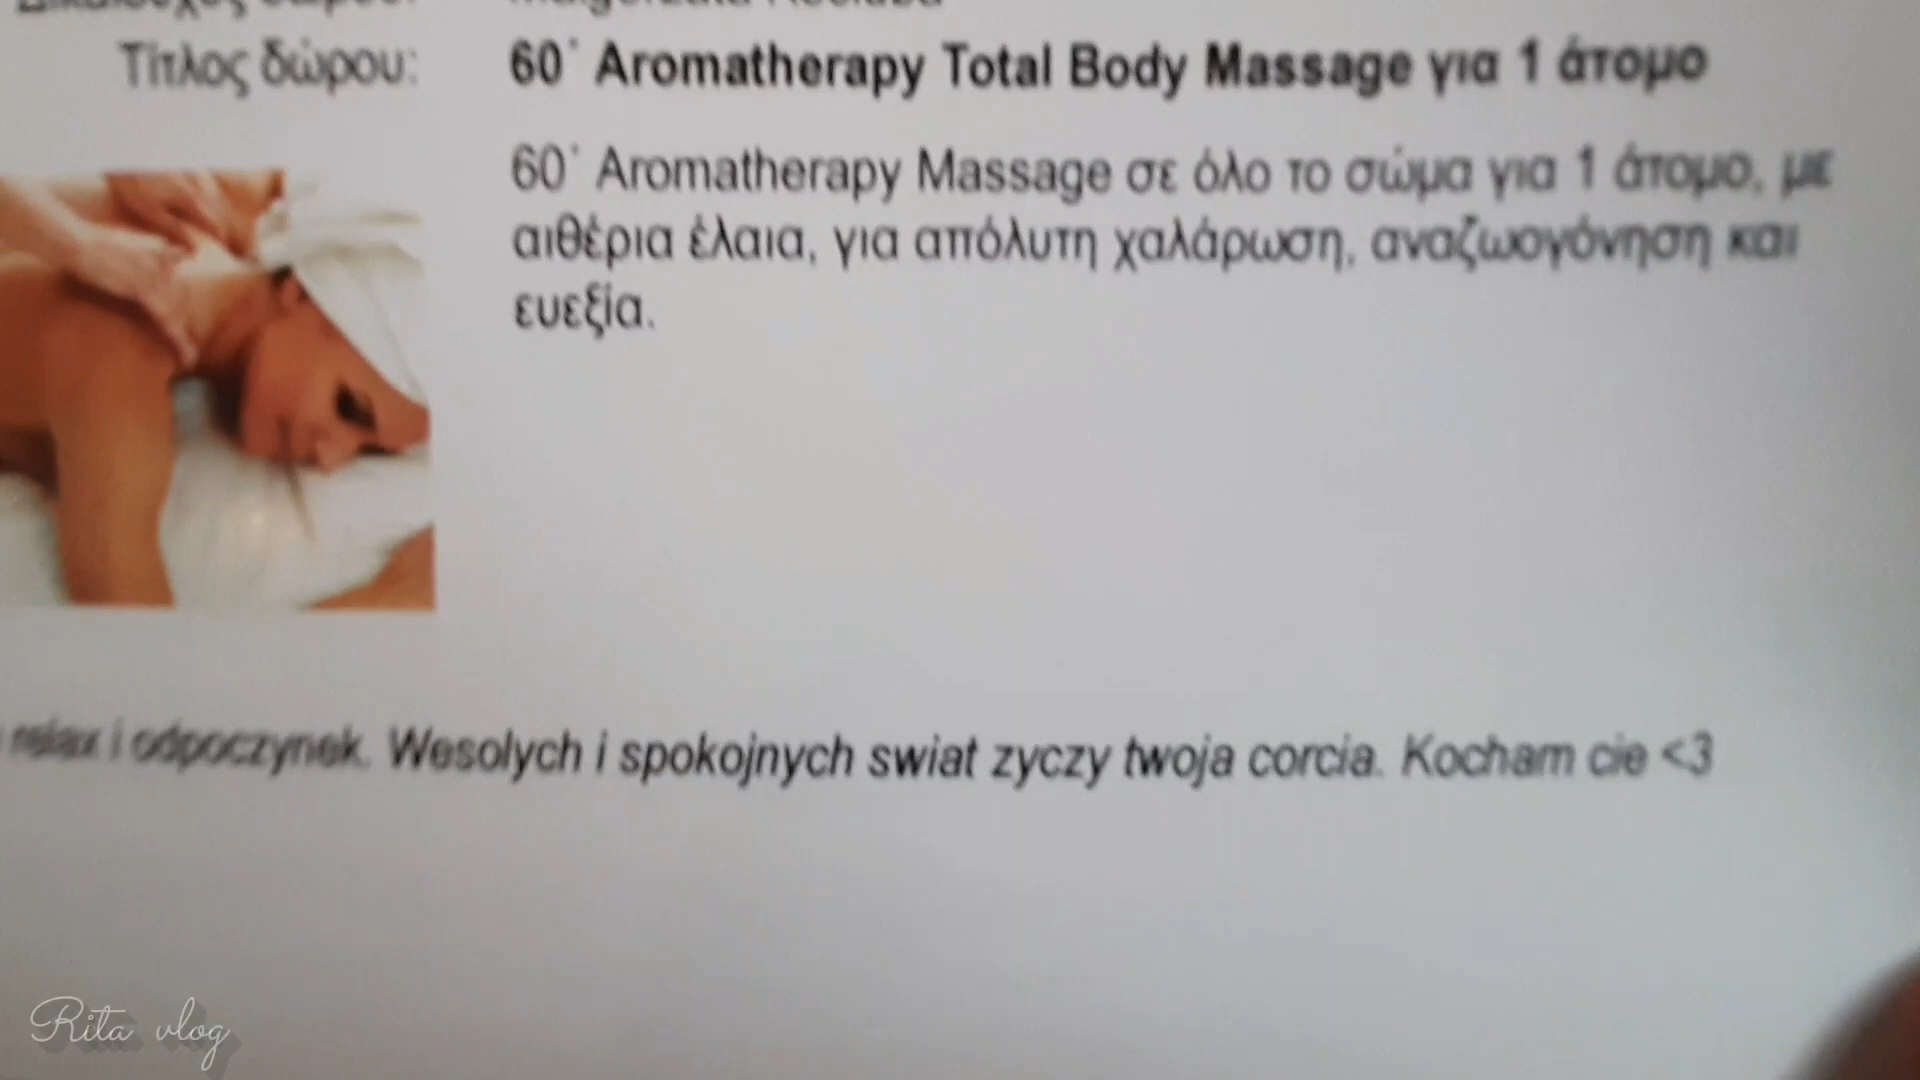 Τίτλος δώρου: 60΄ Aromatherapy Total Body Massage για 1 άτομο
60΄ Aromatherapy Massage σε όλο το σώμα για 1 άτομο, με
αιθέρια έλαια, για απόλυτη χαλάρωση, αναζωογόνηση και
ευεξία.
relax i odpoczynek. Wesolych i spokojnych swiat zyczy twoja corcia. Kocham cie <3
Rita vlog